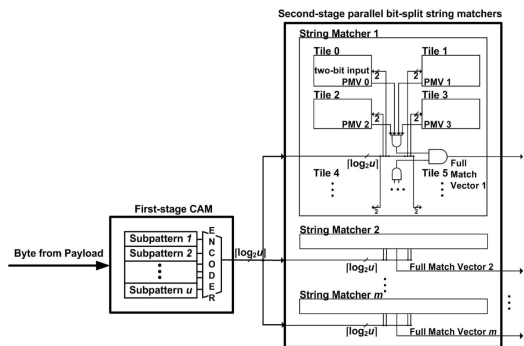 Second-stage parallel bit-split string matchers
String Matcher 1
Tile 0
Tile 1
two-bit input
2
2
PMV 0
PMV 1
Tile 2
Tile 3
2
2
PMV 2
PMV 3
⌈log₂u⌉
Full
Match
Vector 1
Tile 4
Tile 5
2
2
First-stage CAM
Byte from Payload
Subpattern 1
Subpattern 2
Subpattern u
ENCODER
⌈log₂u⌉
String Matcher 2
⌈log₂u⌉
Full Match Vector 2
String Matcher m
⌈log₂u⌉
Full Match Vector m